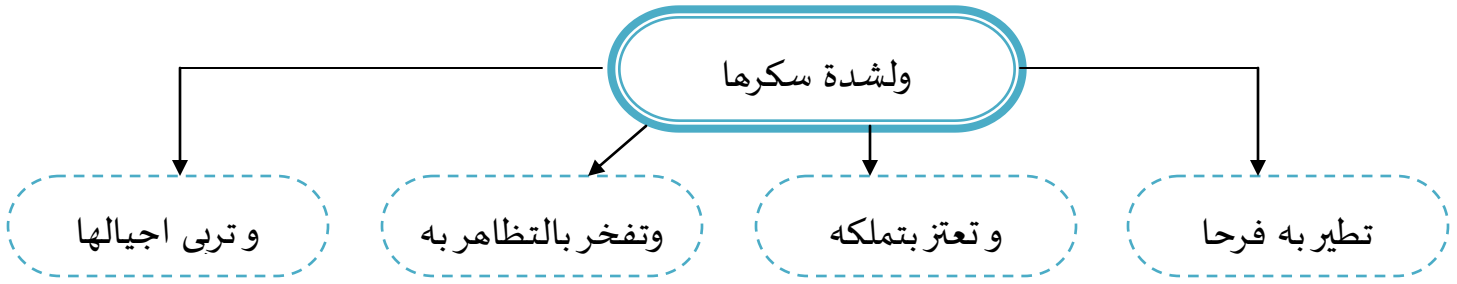 ولشدة سكرها
تطير به فرحا
و تعتز بتملكه
وتفخر بالتظاهر به
و تربى اجيالها